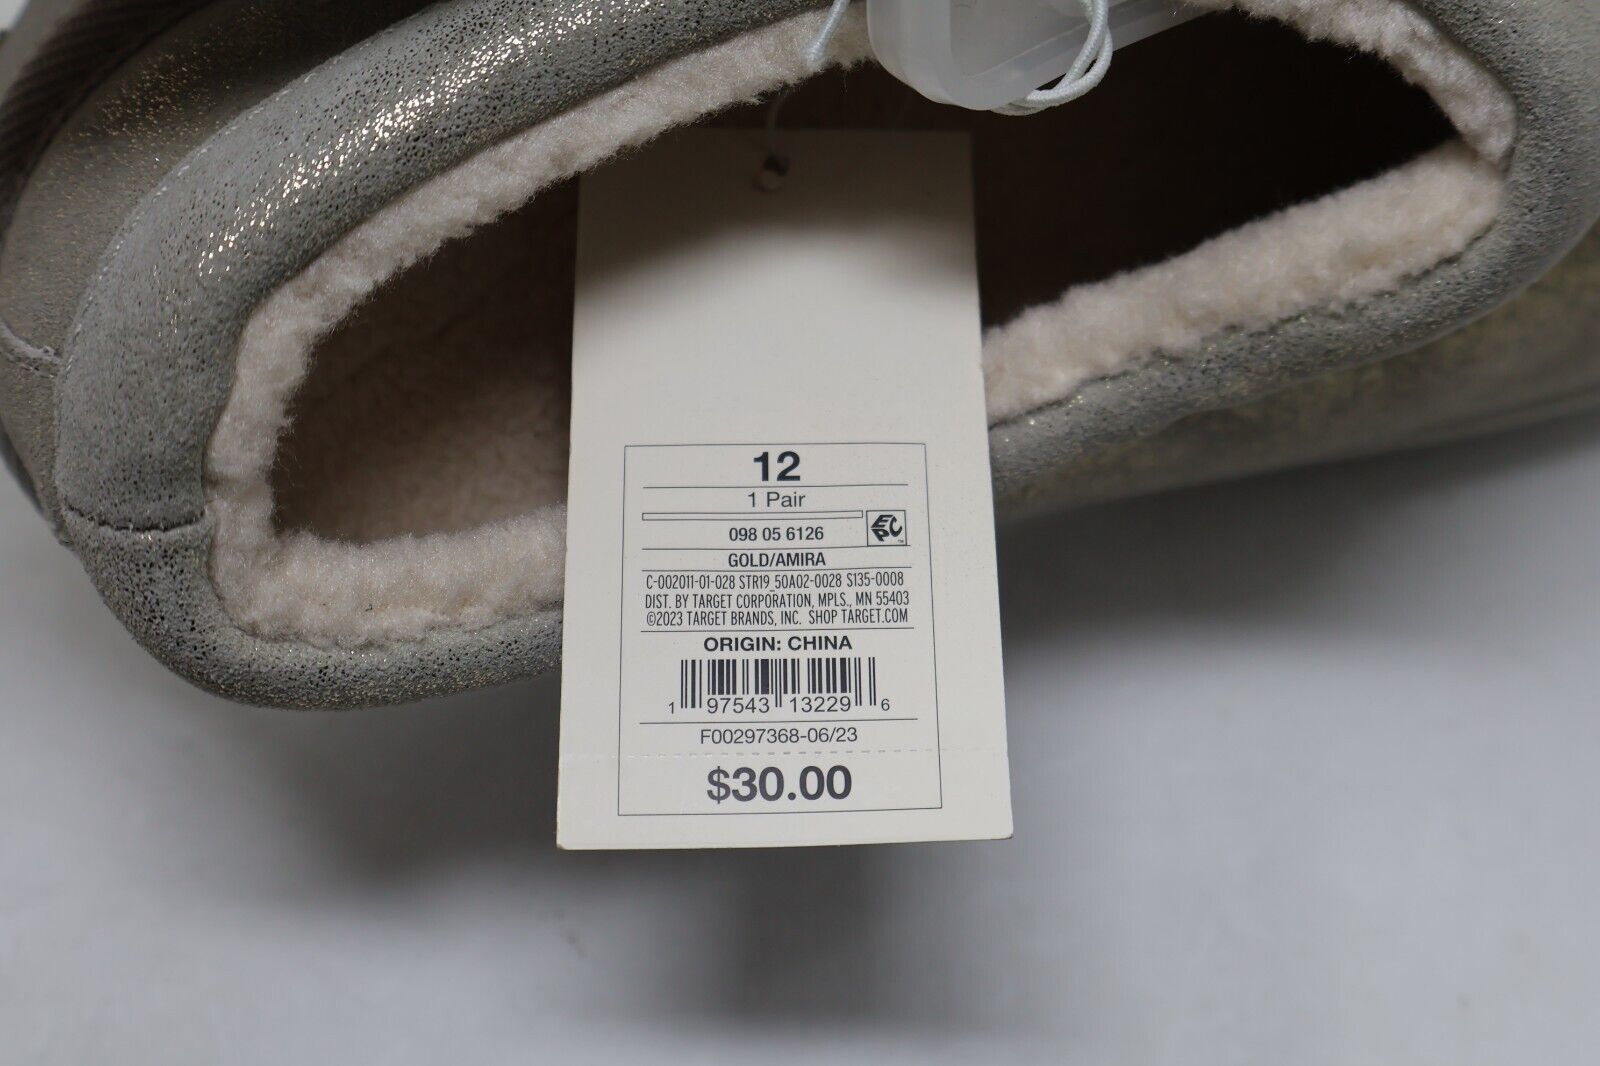 12
1 Pair
098 05 6126
EPC™
GOLD/AMIRA
C-002011-01-028 STR19_50A02-0028 S135-0008
DIST. BY TARGET CORPORATION, MPLS., MN 55403
©2023 TARGET BRANDS, INC. SHOP TARGET.COM
ORIGIN: CHINA
1 97543 13229 6
F00297368-06/23
$30.00